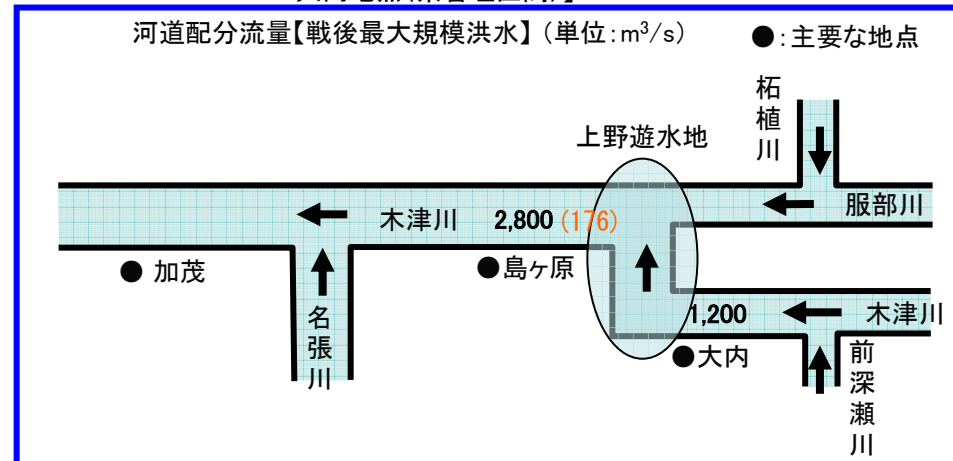 河道配分流量【戦後最大規模洪水】（単位：m³/s）
●：主要な地点
柘植川
上野遊水地
服部川
木津川
2,800 (176)
● 加茂
●島ヶ原
名張川
1,200
木津川
●大内
前深瀬川